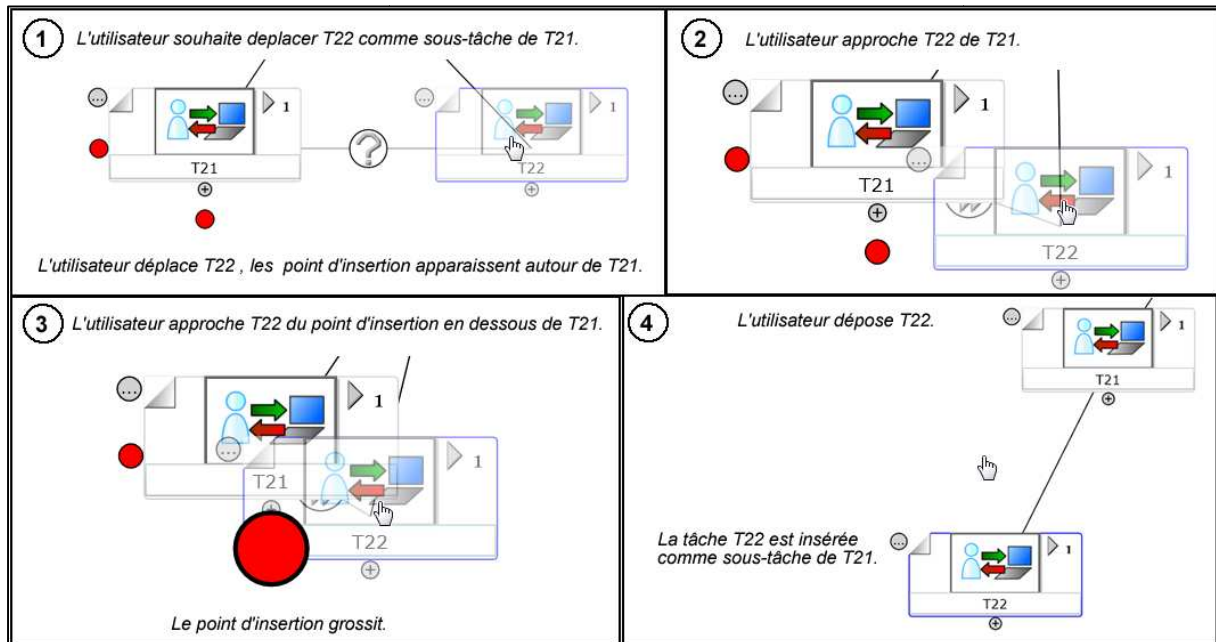 1
L'utilisateur souhaite deplacer T22 comme sous-tâche de T21.
...
1
...
1
?
T21
T22
L'utilisateur déplace T22 , les point d'insertion apparaissent autour de T21.
2
L'utilisateur approche T22 de T21.
...
1
...
1
T21
T22
3
L'utilisateur approche T22 du point d'insertion en dessous de T21.
...
1
...
1
T21
T22
Le point d'insertion grossit.
4
L'utilisateur dépose T22.
...
1
T21
La tâche T22 est insérée
comme sous-tâche de T21.
...
1
T22